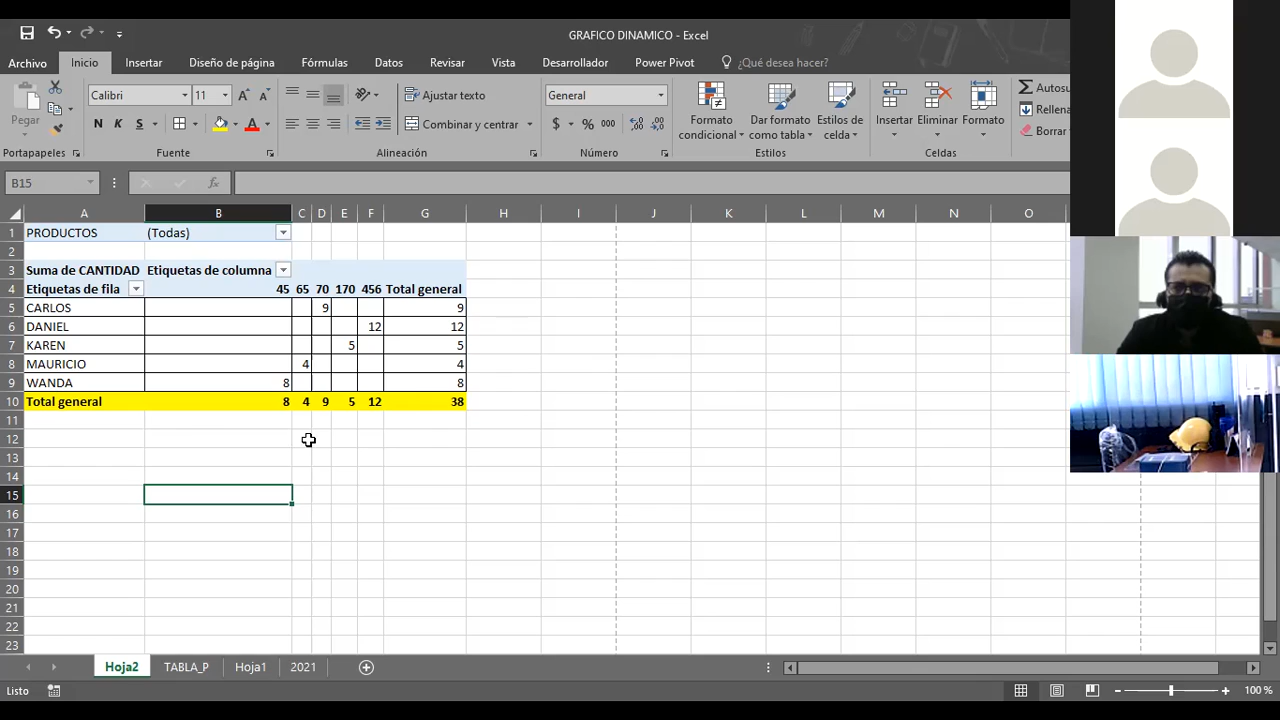 GRAFICO DINAMICO - Excel
Archivo Inicio Insertar Diseño de página Fórmulas Datos Revisar Vista Desarrollador Power Pivot ¿Qué desea hacer?
Pegar
Calibri 11
Ajustar texto
General
Autosu
N K S
Combinar y centrar
$ % 000
Formato condicional
Dar formato como tabla
Estilos de celda
Insertar
Eliminar
Formato
Rellena
Borrar
Portapapeles Fuente Alineación Número Estilos Celdas
B15 fx
A B C D E F G H I J K L M N O
1 PRODUCTOS (Todas)
2
3 Suma de CANTIDAD Etiquetas de columna
4 Etiquetas de fila 45 65 70 170 456 Total general
5 CARLOS 9 9
6 DANIEL 12 12
7 KAREN 5 5
8 MAURICIO 4 4
9 WANDA 8 8
10 Total general 8 4 9 5 12 38
11
12
13
14
15
16
17
18
19
20
21
22
23
Hoja2 TABLA_P Hoja1 2021
Listo 100 %